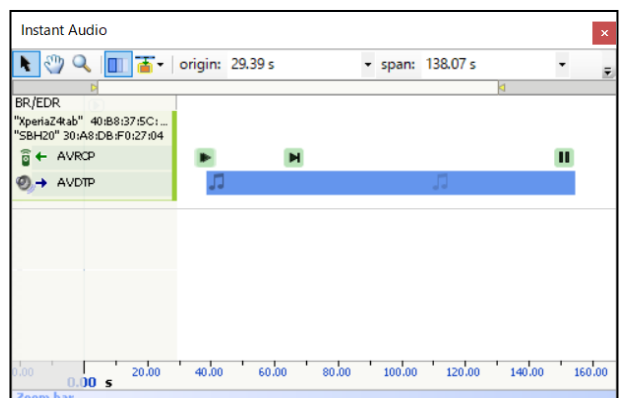 Instant Audio
origin: 29.39 s span: 138.07 s
BR/EDR
"XperiaZ4tab" 40:B8:37:5C:...
"SBH20" 30:A8:DB:F0:27:04
AVRCP
AVDTP
0.00 20.00 40.00 60.00 80.00 100.00 120.00 140.00 160.00
0.00 s
Zoom bar